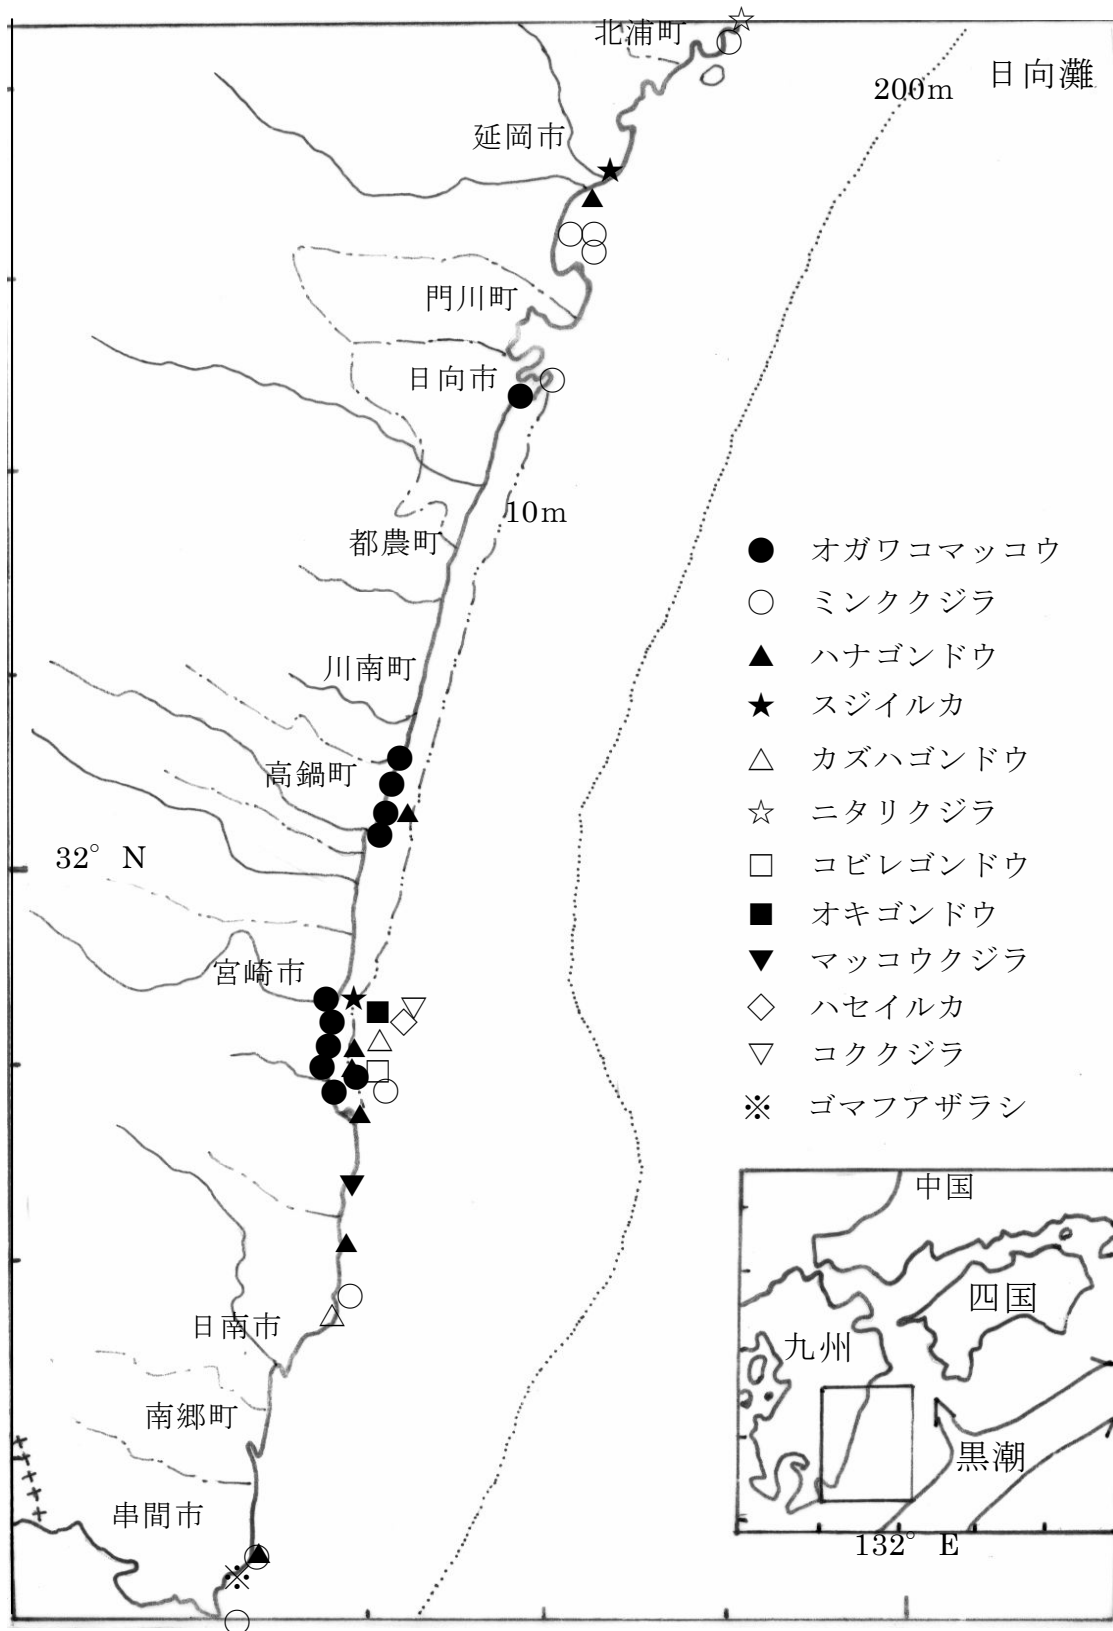 北浦町
日向灘
200m
延岡市
門川町
日向市
10m
都農町
川南町
高鍋町
32° N
宮崎市
日南市
南郷町
串間市
オガワコマッコウ
ミンククジラ
ハナゴンドウ
スジイルカ
カズハゴンドウ
ニタリクジラ
コビレゴンドウ
オキゴンドウ
マッコウクジラ
ハセイルカ
コククジラ
ゴマフアザラシ
中国
四国
九州
黒潮
132° E